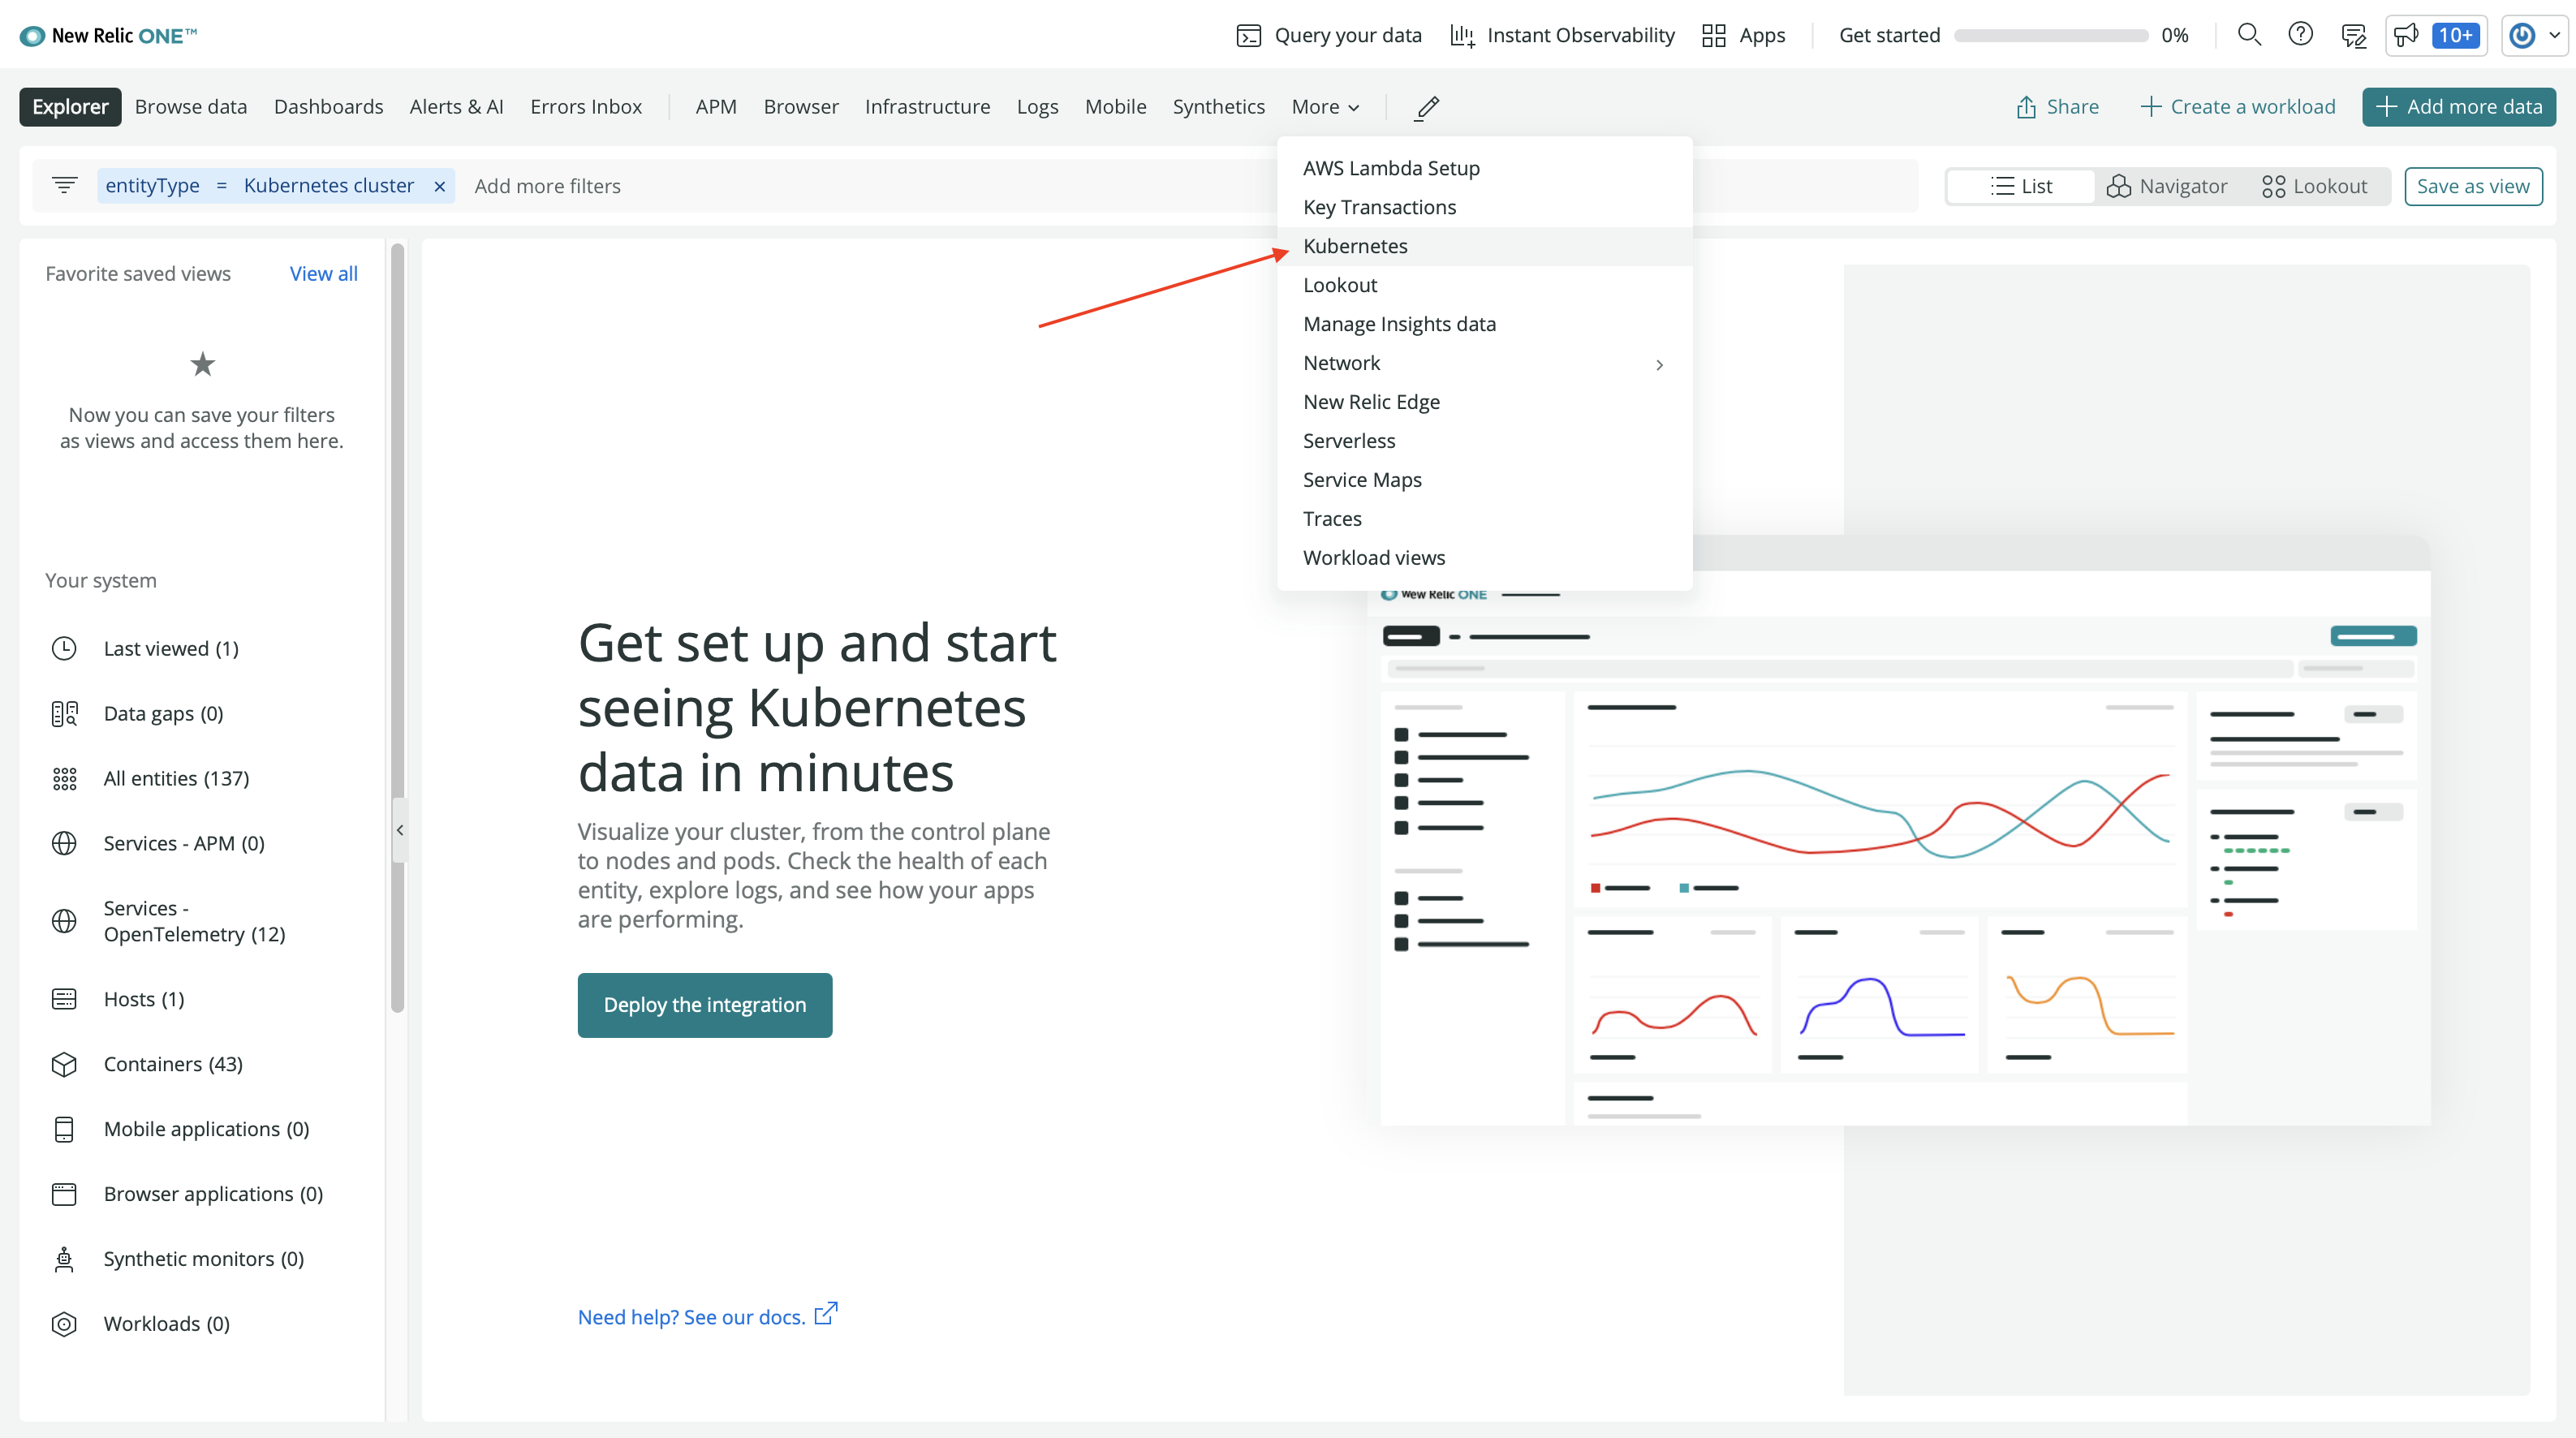 New Relic ONE™
Query your data
Instant Observability
Apps
Get started
0%
10+
Explorer
Browse data
Dashboards
Alerts & AI
Errors Inbox
APM
Browser
Infrastructure
Logs
Mobile
Synthetics
More
Share
Create a workload
Add more data
entityType = Kubernetes cluster ×
Add more filters
List
Navigator
Lookout
Save as view
AWS Lambda Setup
Key Transactions
Kubernetes
Lookout
Manage Insights data
Network
New Relic Edge
Serverless
Service Maps
Traces
Workload views
Favorite saved views
View all
Now you can save your filters
as views and access them here.
Your system
Last viewed (1)
Data gaps (0)
All entities (137)
Services - APM (0)
Services -
OpenTelemetry (12)
Hosts (1)
Containers (43)
Mobile applications (0)
Browser applications (0)
Synthetic monitors (0)
Workloads (0)
Get set up and start
seeing Kubernetes
data in minutes
Visualize your cluster, from the control plane
to nodes and pods. Check the health of each
entity, explore logs, and see how your apps
are performing.
Deploy the integration
Need help? See our docs.
Relic ONE